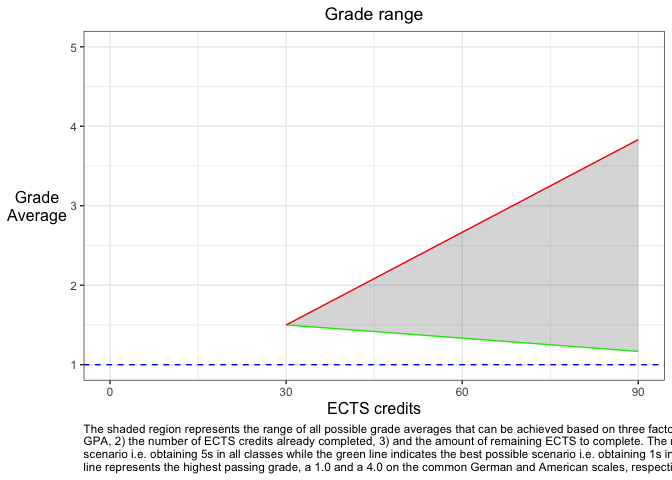 Grade range
5
4
3
2
1
Grade
Average
0
30
60
90
ECTS credits
The shaded region represents the range of all possible grade averages that can be achieved based on three
GPA, 2) the number of ECTS credits already completed, 3) and the amount of remaining ECTS to complete. The
scenario i.e. obtaining 5s in all classes while the green line indicates the best possible scenario i.e. obtaining 1s in
line represents the highest passing grade, a 1.0 and a 4.0 on the common German and American scales,